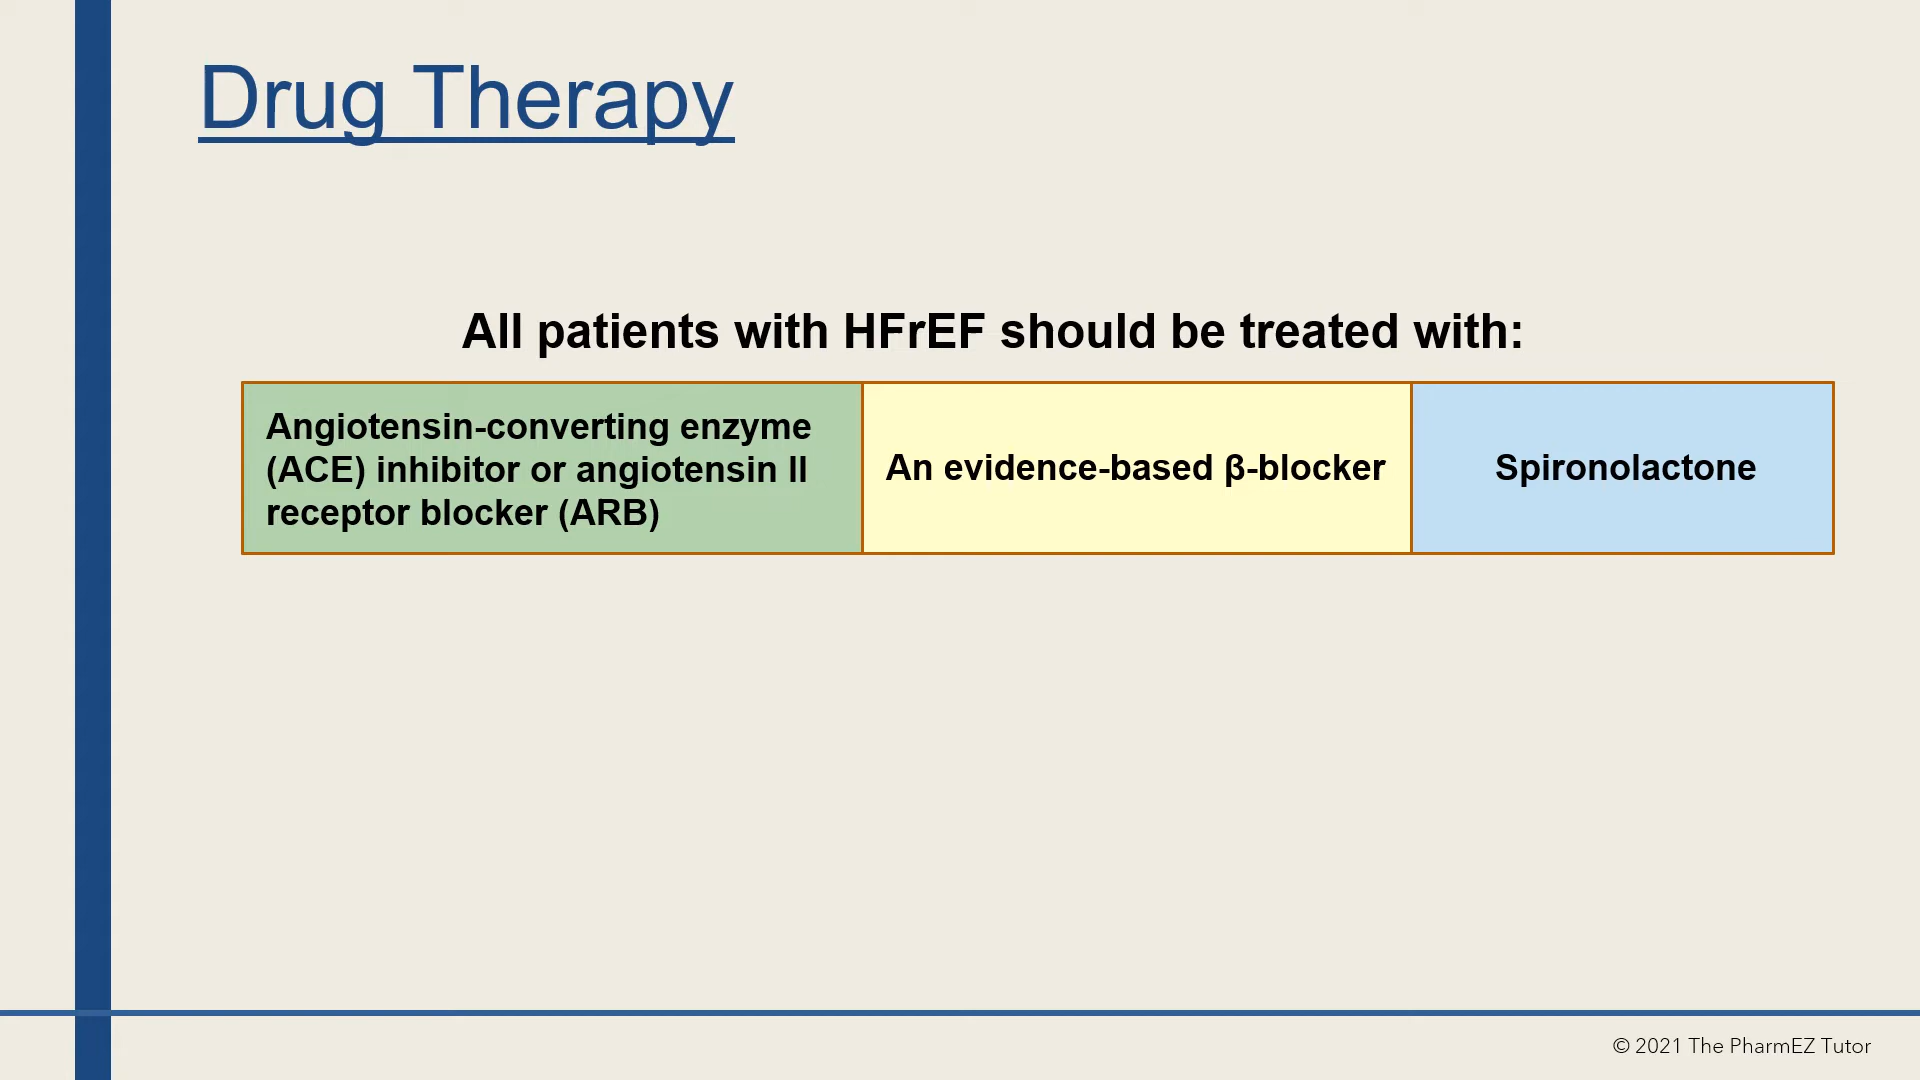 Drug Therapy
All patients with HFrEF should be treated with:
Angiotensin-converting enzyme
(ACE) inhibitor or angiotensin II
receptor blocker (ARB)
An evidence-based β-blocker
Spironolactone
© 2021 The PharmEZ Tutor